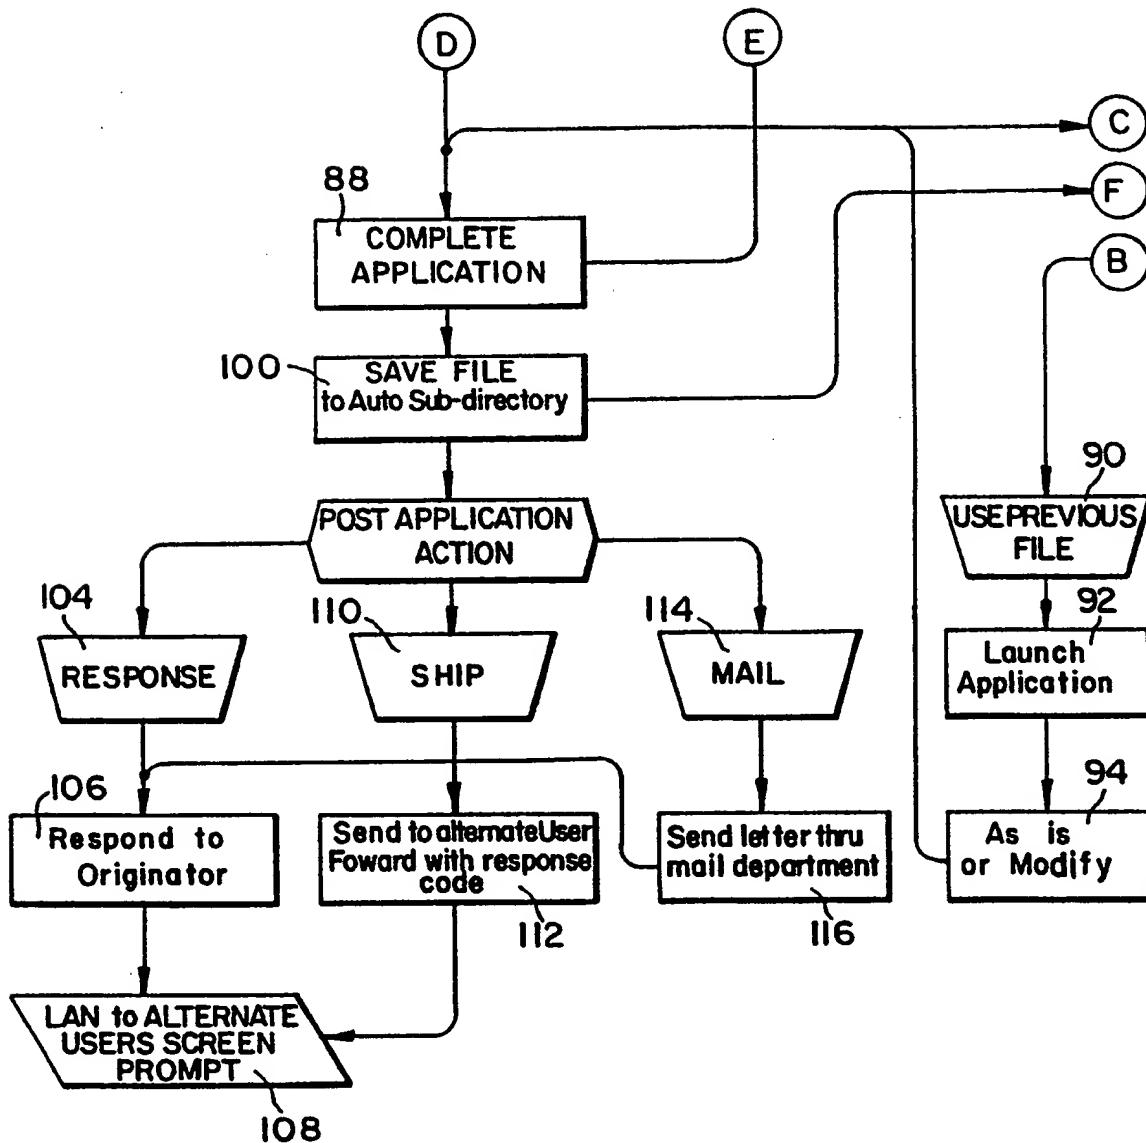 D
E
C
F
B
88
COMPLETE
APPLICATION
100
SAVE FILE
to Auto Sub-directory
POST APPLICATION
ACTION
90
USE PREVIOUS
FILE
104
RESPONSE
110
SHIP
114
MAIL
92
Launch
Application
106
Respond to
Originator
Send to alternate User
Foward with response
code
112
Send letter thru
mail department
116
94
As is
or Modify
LAN to ALTERNATE
USERS SCREEN
PROMPT
108